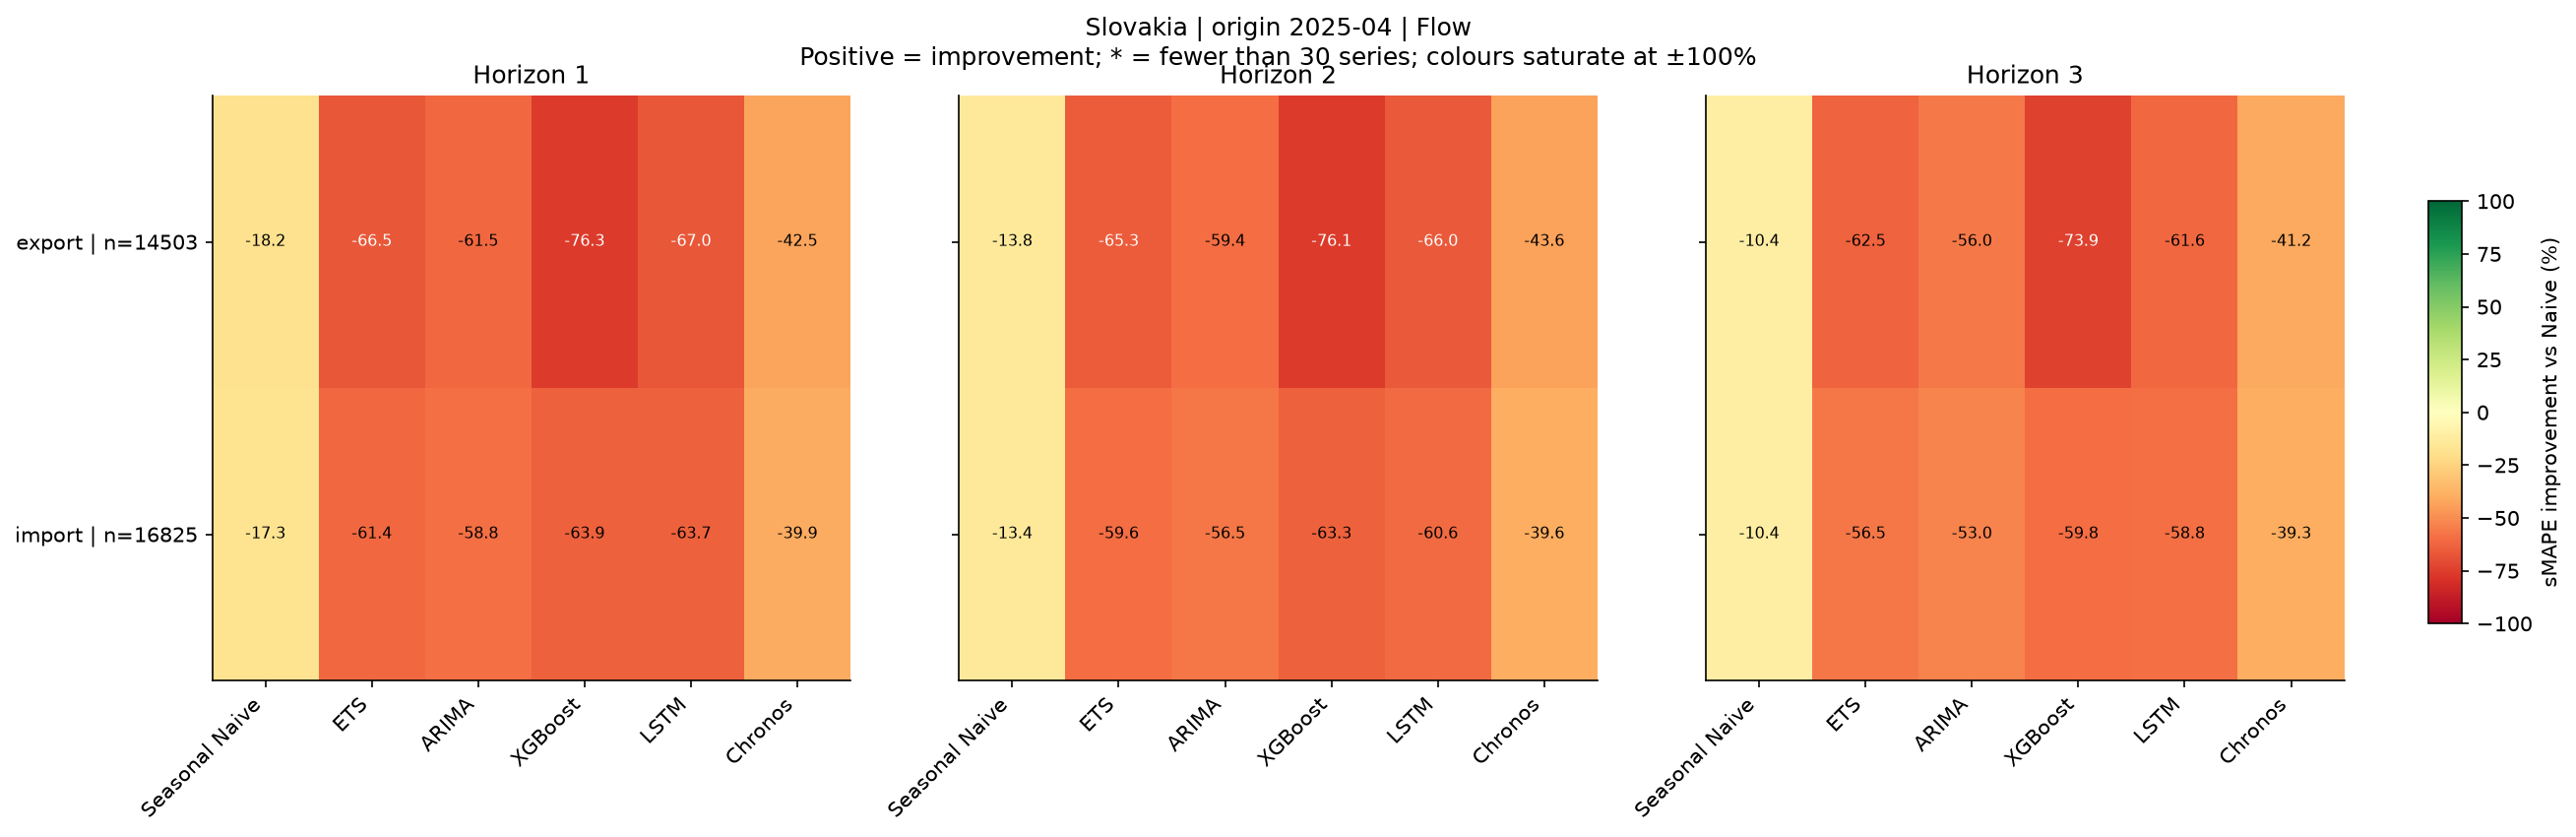 Slovakia | origin 2025-04 | Flow
Positive = improvement; * = fewer than 30 series; colours saturate at ±100%
Horizon 1
Horizon 2
Horizon 3
export | n=14503
-18.2 -66.5 -61.5 -76.3 -67.0 -42.5
-13.8 -65.3 -59.4 -76.1 -66.0 -43.6
-10.4 -62.5 -56.0 -73.9 -61.6 -41.2
import | n=16825
-17.3 -61.4 -58.8 -63.9 -63.7 -39.9
-13.4 -59.6 -56.5 -63.3 -60.6 -39.6
-10.4 -56.5 -53.0 -59.8 -58.8 -39.3
Seasonal Naive ETS ARIMA XGBoost LSTM Chronos
Seasonal Naive ETS ARIMA XGBoost LSTM Chronos
Seasonal Naive ETS ARIMA XGBoost LSTM Chronos
100
75
50
25
0
−25
−50
−75
−100
sMAPE improvement vs Naive (%)